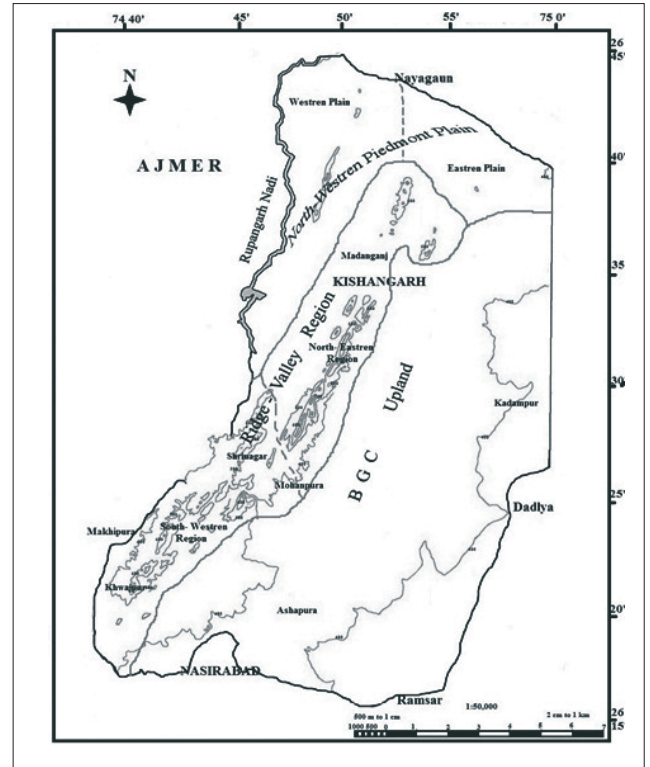 74 40' 45' 50' 75 0'
26
45'
N
Nayagaun
Westren Plain
North-Westren Piedmont Plain
40'
AJMER
Eastren Plain
Rupangarh Nadi
Madanganj
35'
KISHANGARH
Ridge - Valley Region
North- Eastren
Region
30'
Upland
Kadampur
BGC
Shrinagar
Mohanpura
25'
Dadlya
Makhipura
South- Westren
Region
Khwajpura
20'
Ashapura
NASIRABAD
Ramsar
26
15'
1:50,000
500 m to 1 cm 2 cm to 1 km
1000 500 0 1 2 3 4 5 6 7